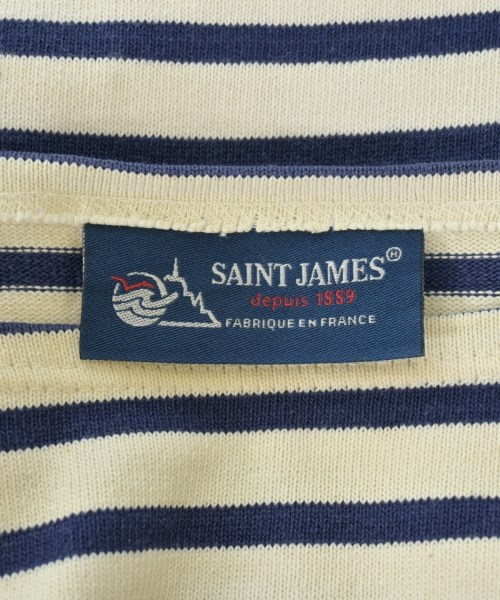 SAINT JAMES®
depuis 1889
FABRIQUE EN FRANCE